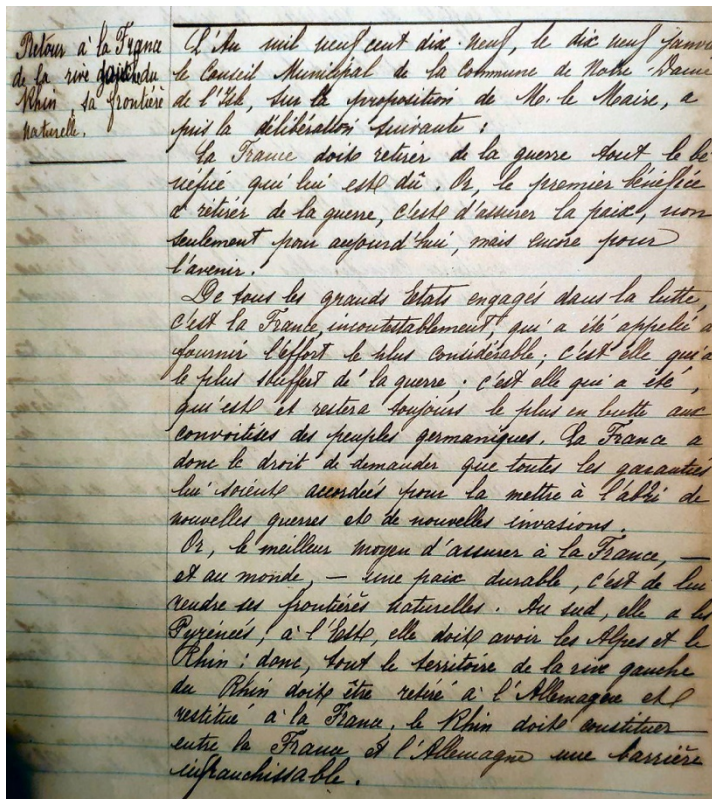 Retour à la France
de la rive gauche du
Rhin, sa frontière
naturelle.
L'An mil neuf cent dix-neuf, le dix neuf janvi
le Conseil Municipal de la Commune de Notre-Dame
de l'Isle, sur la proposition de M. le Maire, a
pris la délibération suivante :
La France doit retirer de la guerre tout le bé-
néfice qui lui est dû. Or, le premier bénéfice
à retirer de la guerre, c'est d'assurer la paix, non
seulement pour aujourd'hui, mais encore pour
l'avenir.
De tous les grands Etats engagés dans la lutte,
c'est la France, incontestablement, qui a été appelée à
fournir l'effort le plus considérable ; c'est elle qui a
le plus souffert de la guerre ; c'est elle qui a été,
qui est et restera toujours le plus en butte aux
convoitises des peuples germaniques. La France a
donc le droit de demander que toutes les garanties
lui soient accordées pour la mettre à l'abri de
nouvelles guerres et de nouvelles invasions.
Or, le meilleur moyen d'assurer à la France, —
et au monde, — une paix durable, c'est de lui
rendre ses frontières naturelles. Au sud, elle a les
Pyrénées, à l'Est, elle doit avoir les Alpes et le
Rhin ; donc, tout le territoire de la rive gauche
du Rhin doit être retiré à l'Allemagne et
restitué à la France. Le Rhin doit constituer
entre la France et l'Allemagne une barrière
infranchissable.